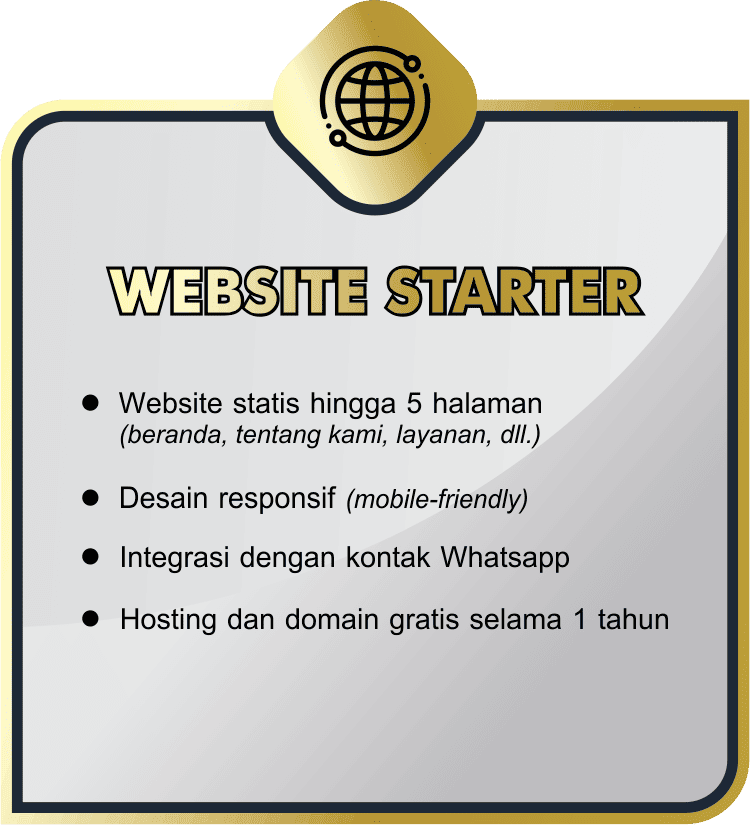 WEBSITE STARTER
● Website statis hingga 5 halaman
(beranda, tentang kami, layanan, dll.)
● Desain responsif (mobile-friendly)
● Integrasi dengan kontak Whatsapp
● Hosting dan domain gratis selama 1 tahun